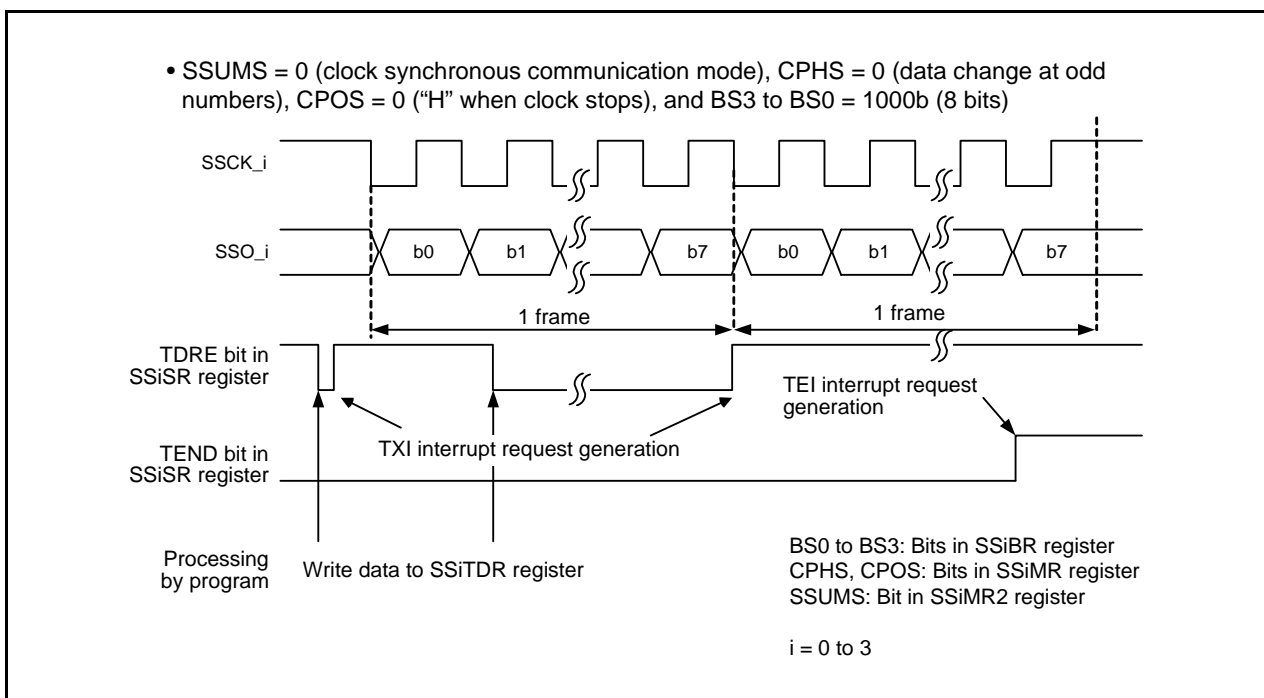 • SSUMS = 0 (clock synchronous communication mode), CPHS = 0 (data change at odd
numbers), CPOS = 0 (“H” when clock stops), and BS3 to BS0 = 1000b (8 bits)
SSCK_i
SSO_i
b0
b1
b7
b0
b1
b7
1 frame
1 frame
TDRE bit in
SSiSR register
TEI interrupt request
generation
TXI interrupt request generation
TEND bit in
SSiSR register
Processing
by program
Write data to SSiTDR register
BS0 to BS3: Bits in SSiBR register
CPHS, CPOS: Bits in SSiMR register
SSUMS: Bit in SSiMR2 register
i = 0 to 3